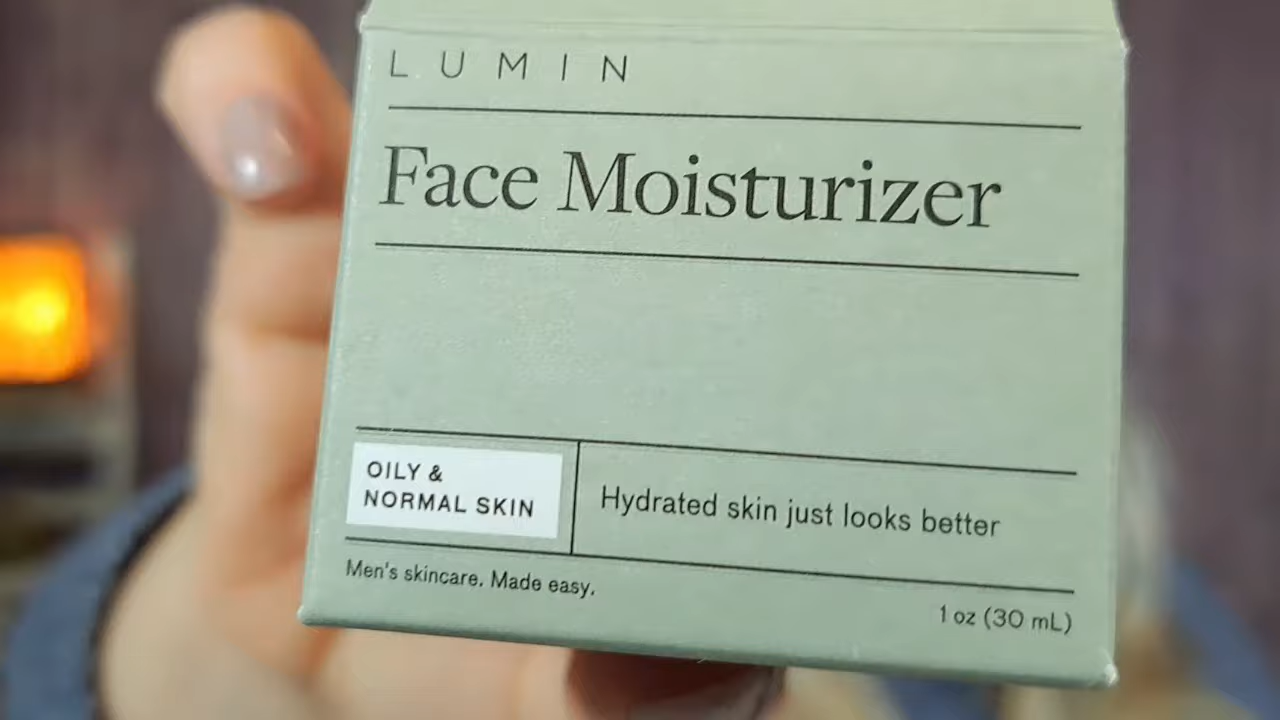 LUMIN
Face Moisturizer
OILY &
NORMAL SKIN
Hydrated skin just looks better
Men's skincare. Made easy.
1 oz (30 mL)